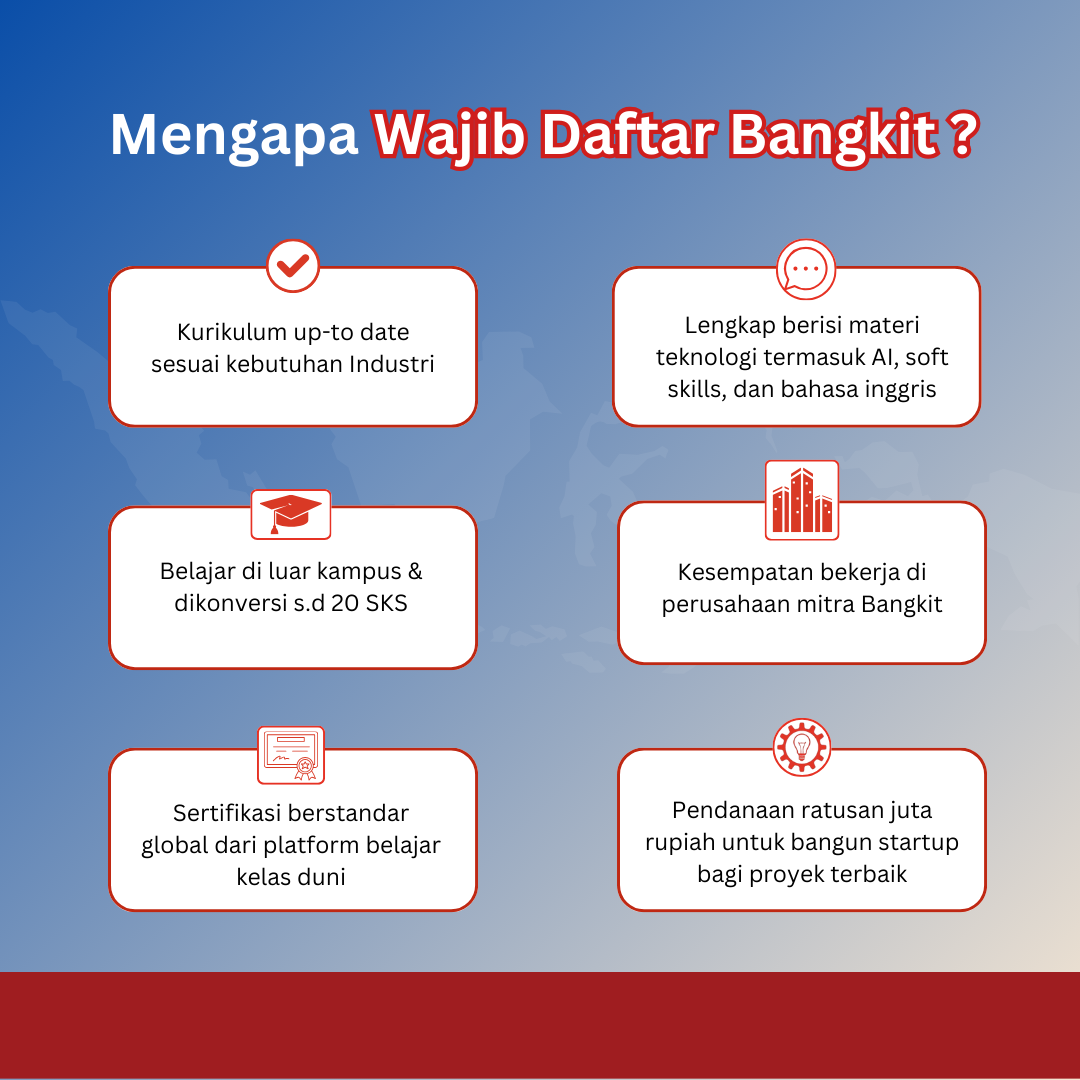 Mengapa Wajib Daftar Bangkit ?
Kurikulum up-to date
sesuai kebutuhan Industri
Lengkap berisi materi
teknologi termasuk AI, soft
skills, dan bahasa inggris
Belajar di luar kampus &
dikonversi s.d 20 SKS
Kesempatan bekerja di
perusahaan mitra Bangkit
Sertifikasi berstandar
global dari platform belajar
kelas duni
Pendanaan ratusan juta
rupiah untuk bangun startup
bagi proyek terbaik